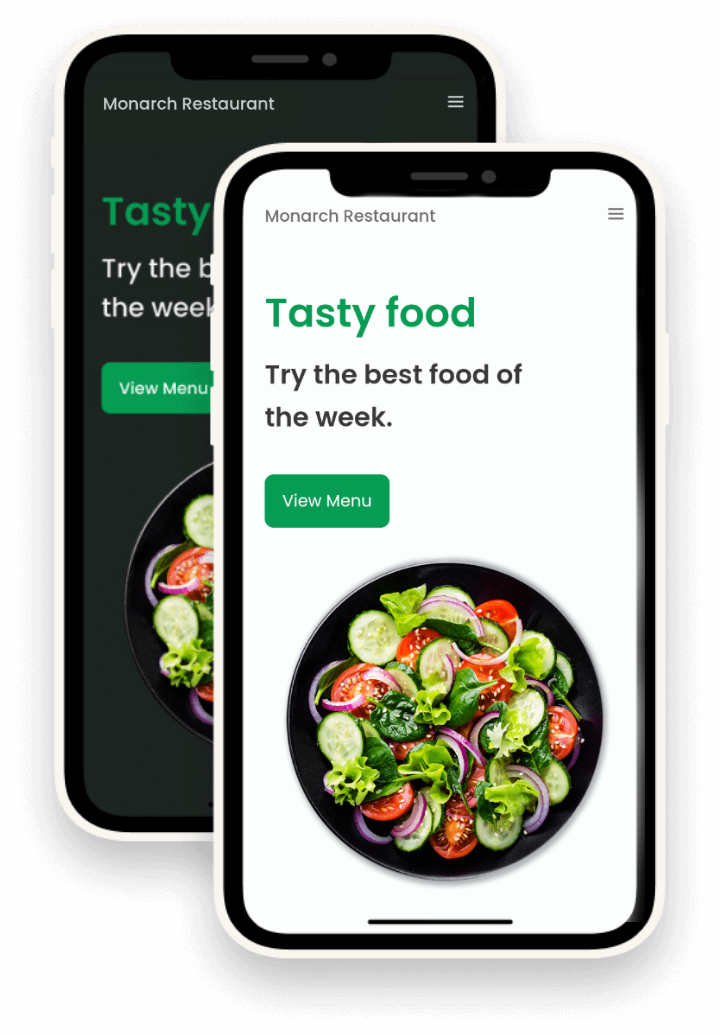 Monarch Restaurant
Tasty
Try the b
the week
View Menu
Monarch Restaurant
Tasty food
Try the best food of
the week.
View Menu